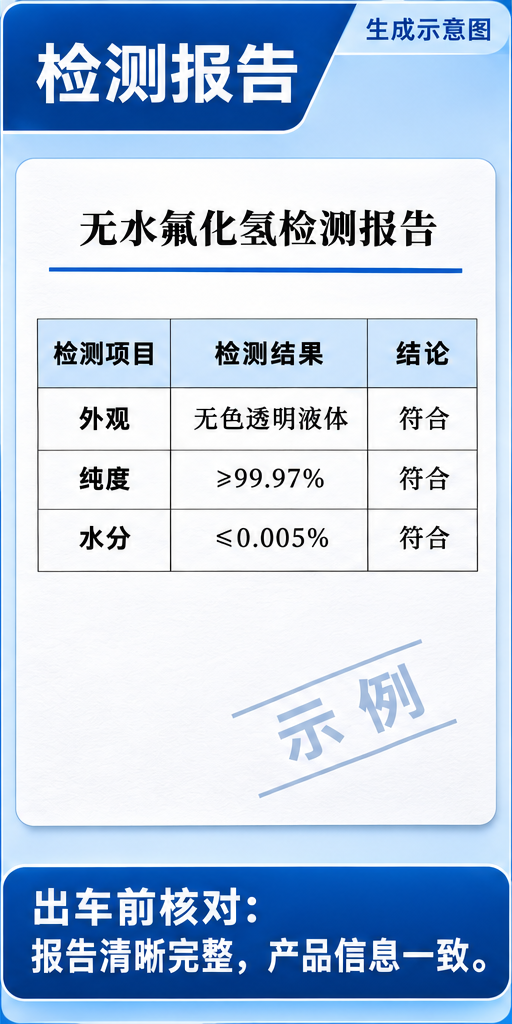 生成示意图
检测报告
无水氟化氢检测报告
检测项目 检测结果 结论
外观 无色透明液体 符合
纯度 ≥99.97% 符合
水分 ≤0.005% 符合
示例
出车前核对：
报告清晰完整，产品信息一致。